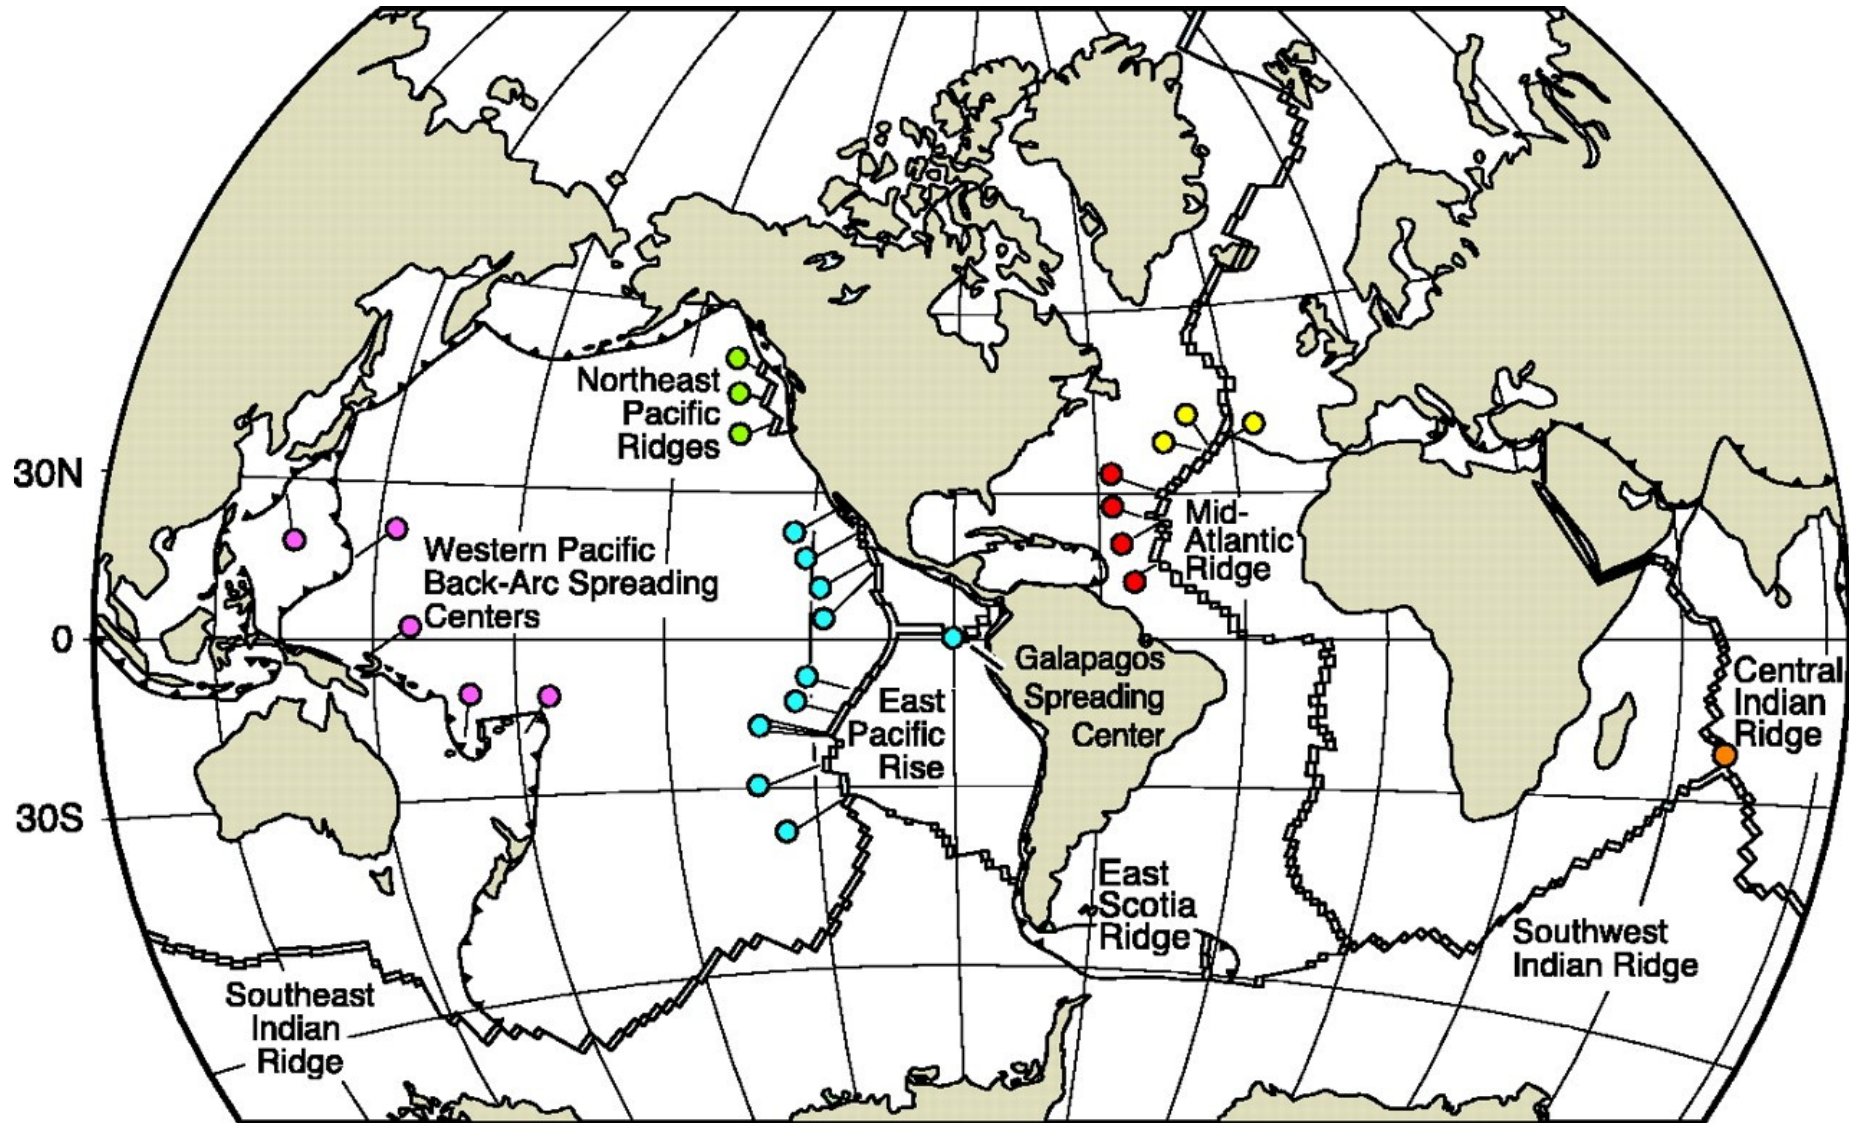 Northeast
Pacific
Ridges
30N
Mid-
Atlantic
Ridge
Western Pacific
Back-Arc Spreading
Centers
0
Galapagos
Spreading
Center
Central
Indian
Ridge
East
Pacific
Rise
30S
East
Scotia
Ridge
Southwest
Indian Ridge
Southeast
Indian
Ridge